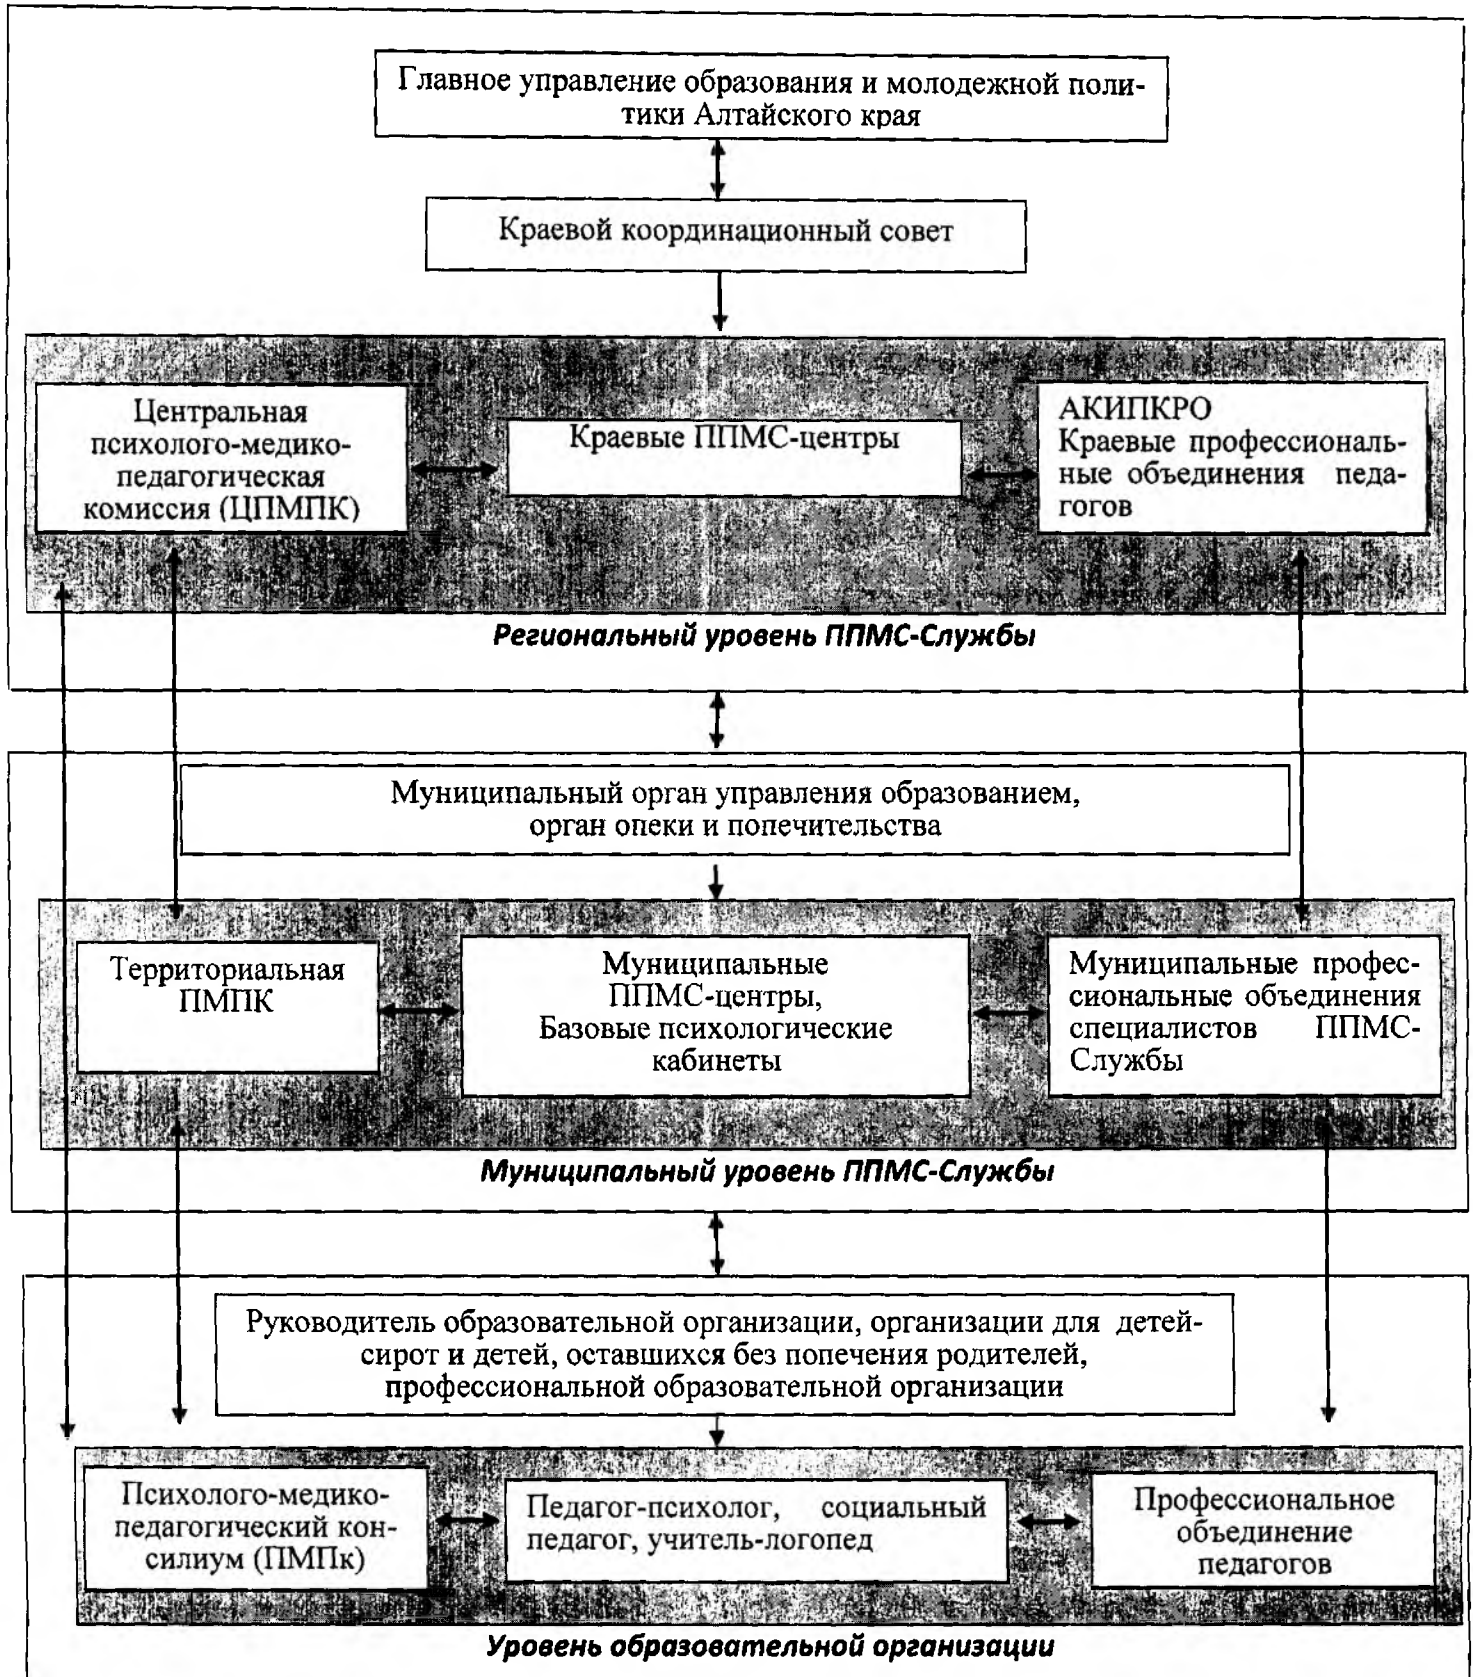 Главное управление образования и молодежной поли-
тики Алтайского края
Краевой координационный совет
Центральная
психолого-медико-
педагогическая
комиссия (ЦПМПК)
Краевые ППМС-центры
АКИПКРО
Краевые профессиональ-
ные объединения педа-
гогов
Региональный уровень ППМС-Службы
Муниципальный орган управления образованием,
орган опеки и попечительства
Территориальная
ПМПК
Муниципальные
ППМС-центры,
Базовые психологические
кабинеты
Муниципальные профес-
сиональные объединения
специалистов ППМС-
Службы
Муниципальный уровень ППМС-Службы
Руководитель образовательной организации, организации для детей-
сирот и детей, оставшихся без попечения родителей,
профессиональной образовательной организации
Психолого-медико-
педагогический кон-
силиум (ПМПк)
Педагог-психолог, социальный
педагог, учитель-логопед
Профессиональное
объединение
педагогов
Уровень образовательной организации